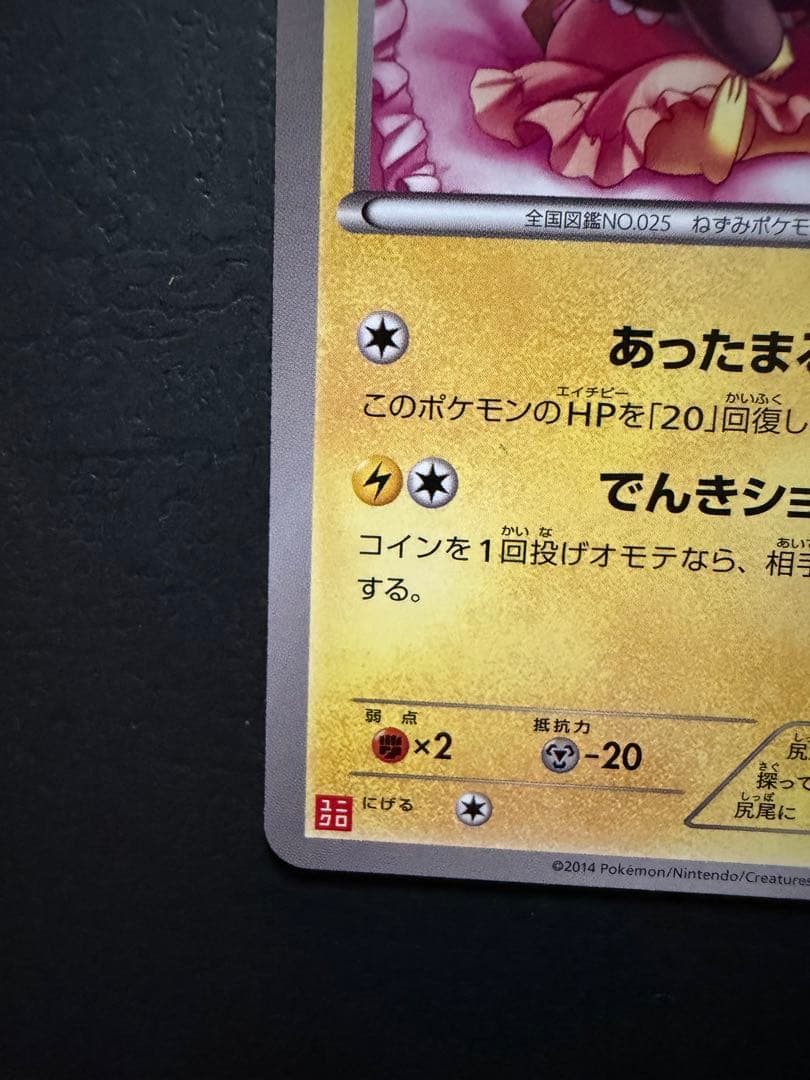 全国図鑑NO.025 ねずみポケモ
あったま
エイチピー かいふく
このポケモンのHPを「20」回復し
でんきショ
かい な あい
コインを1回投げオモテなら、相手
する。
弱点 抵抗力
×2 -20
さぐ
探って
しっぽ
尻尾に
ユニクロ
にげる
©2014 Pokémon/Nintendo/Creatures